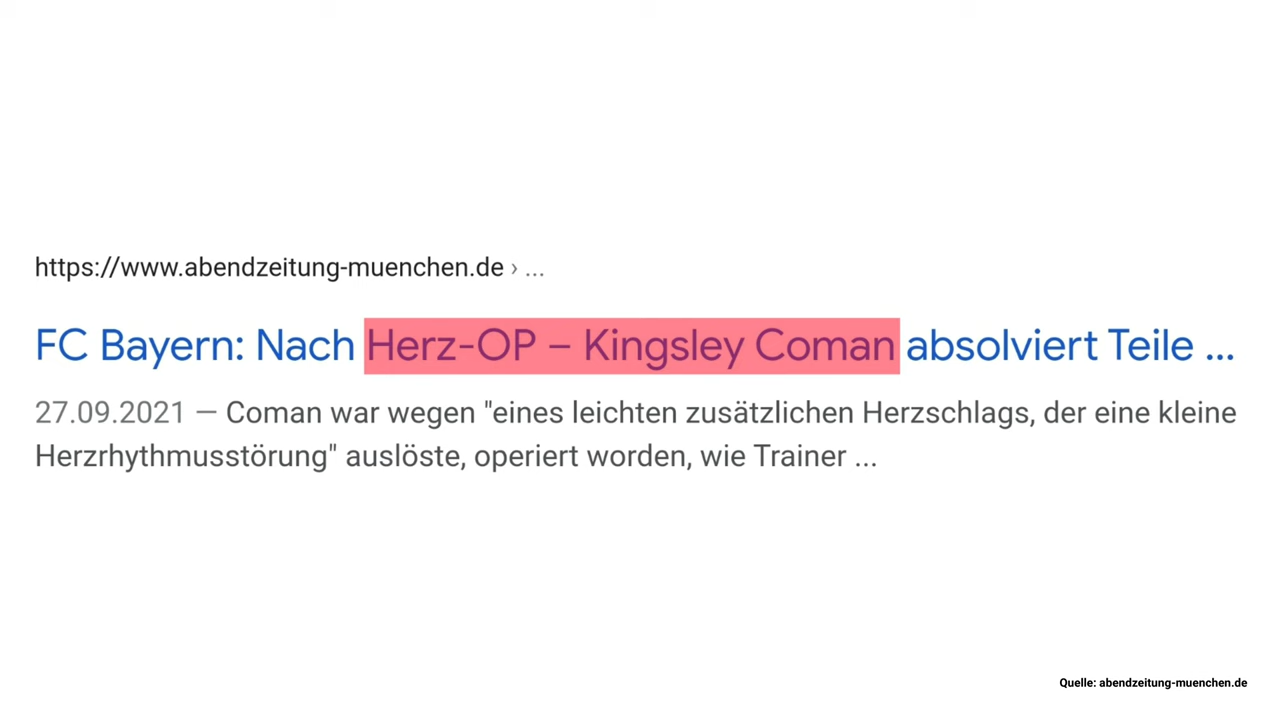 https://www.abendzeitung-muenchen.de › ...
FC Bayern: Nach Herz-OP – Kingsley Coman absolviert Teile ...
27.09.2021 — Coman war wegen "eines leichten zusätzlichen Herzschlags, der eine kleine
Herzrhythmusstörung" auslöste, operiert worden, wie Trainer ...
Quelle: abendzeitung-muenchen.de